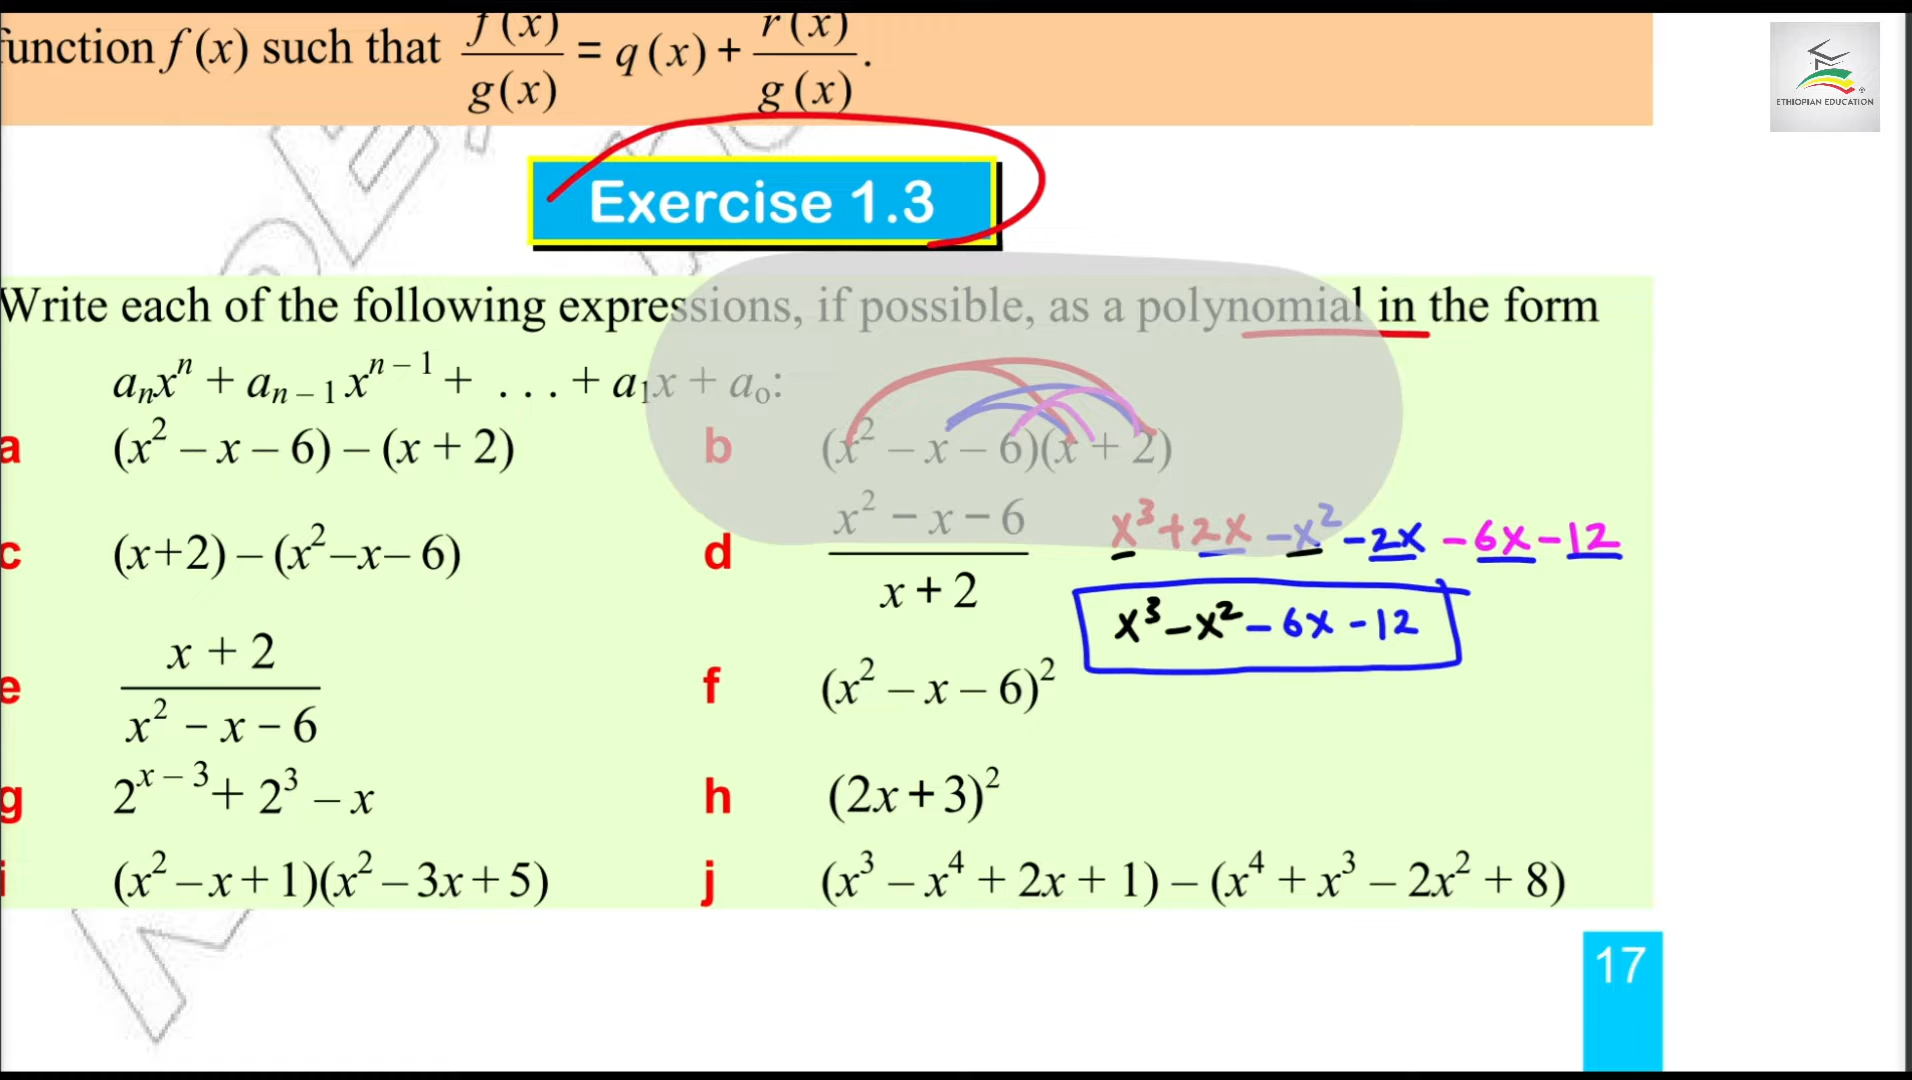 function f (x) such that f (x) / g(x) = q (x) + r (x) / g (x) .
ETHIOPIAN EDUCATION
Exercise 1.3
Write each of the following expressions, if possible, as a polynomial in the form
aₙxⁿ + aₙ₋₁ xⁿ⁻¹ + . . . + a₁x + a₀:
a (x² – x – 6) – (x + 2)
b (x² – x – 6)(x + 2)
c (x+2) – (x² – x – 6)
d (x² – x – 6) / (x + 2)
x³ + 2x – x² – 2x – 6x – 12
x³ – x² – 6x – 12
e (x + 2) / (x² – x – 6)
f (x² – x – 6)²
g 2ˣ⁻³ + 2³ – x
h (2x + 3)²
i (x² – x + 1)(x² – 3x + 5)
j (x³ – x⁴ + 2x + 1) – (x⁴ + x³ – 2x² + 8)
17